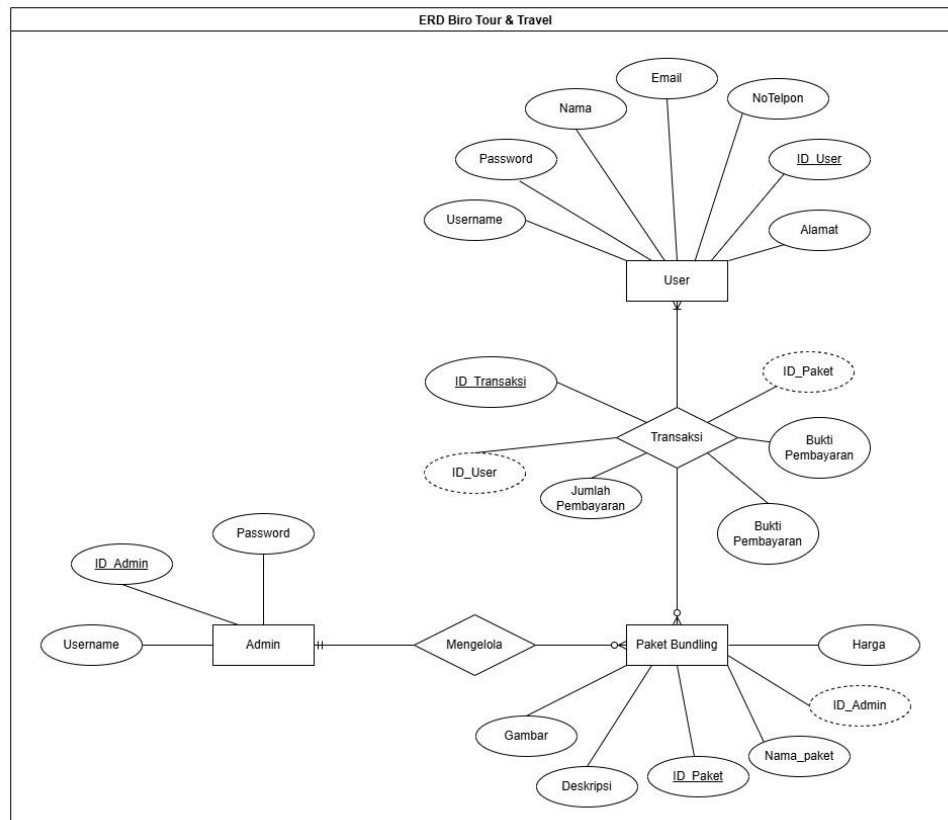 ERD Biro Tour & Travel
Email
NoTelpon
Nama
Password
ID_User
Username
Alamat
User
ID_Transaksi
ID_Paket
Transaksi
Bukti
Pembayaran
ID_User
Jumlah
Pembayaran
Bukti
Pembayaran
Password
ID_Admin
Username
Admin
Mengelola
Paket Bundling
Harga
ID_Admin
Gambar
Nama_paket
Deskripsi
ID_Paket